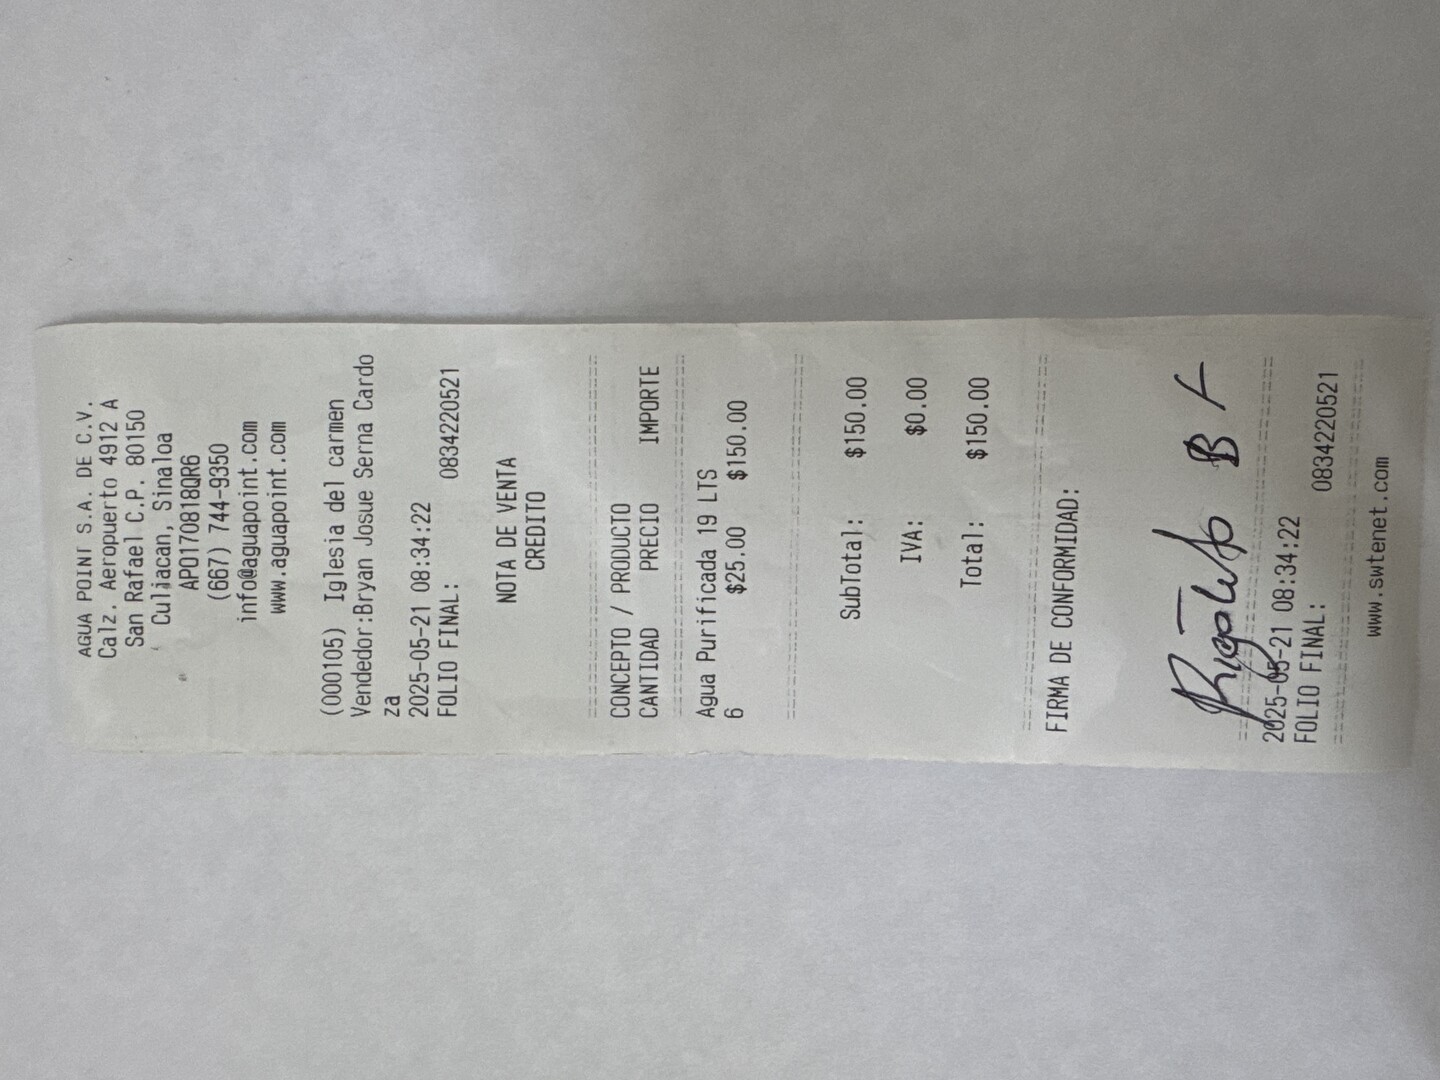 AGUA POINT S.A. DE C.V.
Calz. Aeropuerto 4912 A
San Rafael C.P. 80150
Culiacan, Sinaloa
APO170818QR6
(667) 744-9350
info@aguapoint.com
www.aguapoint.com
(000105) Iglesia del carmen
Vendedor:Bryan Josue Serna Cardo
za
2025-05-21 08:34:22
FOLIO FINAL: 0834220521
NOTA DE VENTA
CREDITO
CONCEPTO / PRODUCTO
CANTIDAD PRECIO IMPORTE
Agua Purificada 19 LTS
6 $25.00 $150.00
SubTotal: $150.00
IVA: $0.00
Total: $150.00
FIRMA DE CONFORMIDAD:
2025-05-21 08:34:22
FOLIO FINAL: 0834220521
www.swtenet.com